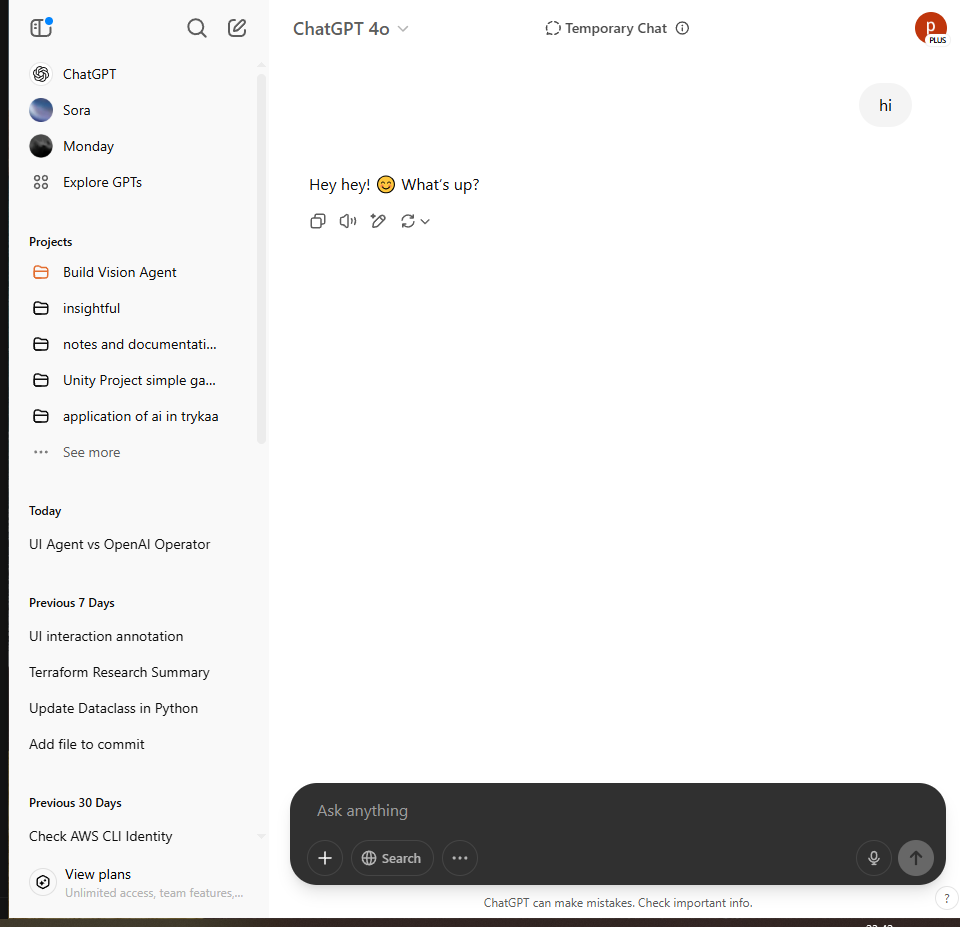 ChatGPT 4o
Temporary Chat
p
PLUS
ChatGPT
Sora
Monday
Explore GPTs
Projects
Build Vision Agent
insightful
notes and documentati...
Unity Project simple ga...
application of ai in trykaa
See more
Today
UI Agent vs OpenAI Operator
Previous 7 Days
UI interaction annotation
Terraform Research Summary
Update Dataclass in Python
Add file to commit
Previous 30 Days
Check AWS CLI Identity
View plans
Unlimited access, team features,...
hi
Hey hey! 😊 What's up?
Ask anything
Search
ChatGPT can make mistakes. Check important info.
?